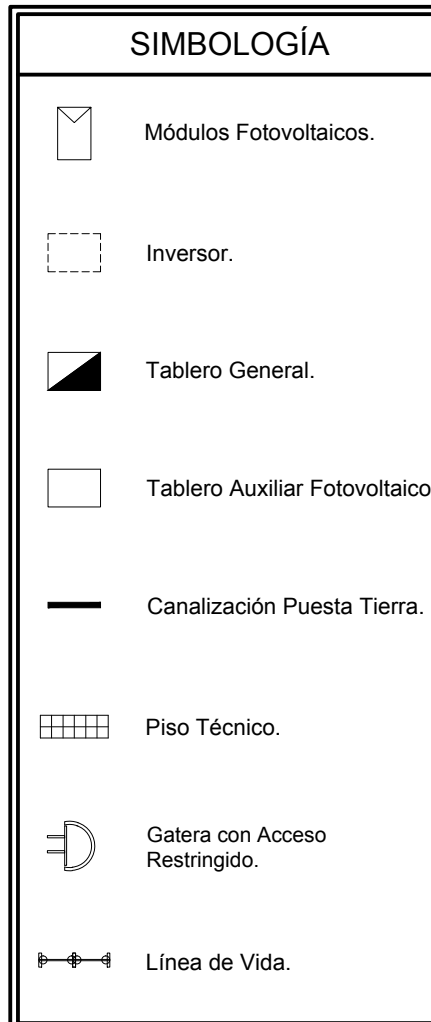 SIMBOLOGÍA
Módulos Fotovoltaicos.
Inversor.
Tablero General.
Tablero Auxiliar Fotovoltaico
Canalización Puesta Tierra.
Piso Técnico.
Gatera con Acceso
Restringido.
Línea de Vida.